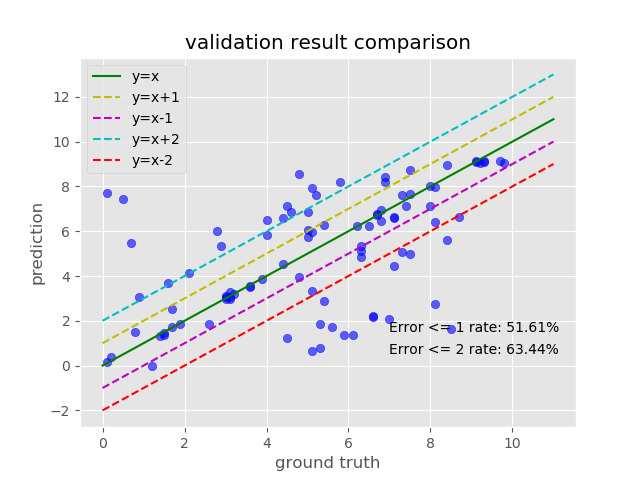 validation result comparison
y=x
y=x+1
y=x-1
y=x+2
y=x-2
12
10
8
6
4
2
0
−2
prediction
Error <= 1 rate: 51.61%
Error <= 2 rate: 63.44%
0 2 4 6 8 10
ground truth